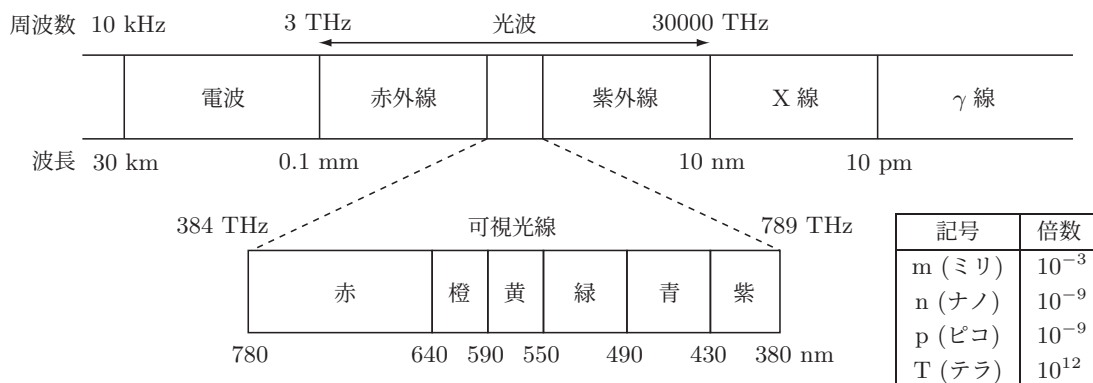 周波数 10 kHz 3 THz 光波 30000 THz
電波 赤外線 紫外線 X 線 γ 線
波長 30 km 0.1 mm 10 nm 10 pm
384 THz 可視光線 789 THz
赤 橙 黄 緑 青 紫
780 640 590 550 490 430 380 nm
記号 倍数
m (ミリ) 10⁻³
n (ナノ) 10⁻⁹
p (ピコ) 10⁻⁹
T (テラ) 10¹²